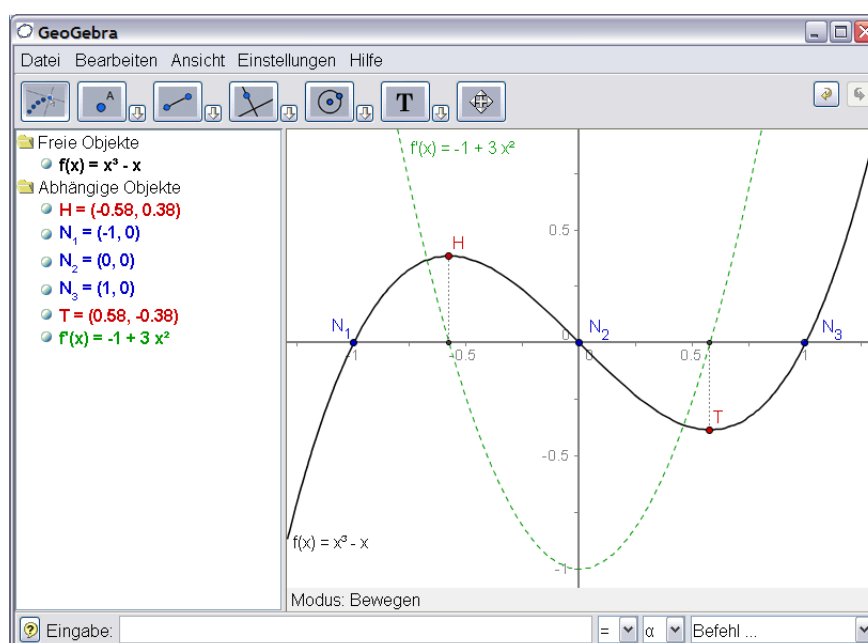 GeoGebra
Datei Bearbeiten Ansicht Einstellungen Hilfe
A
T
Freie Objekte
f(x) = x³ - x
Abhängige Objekte
H = (-0.58, 0.38)
N₁ = (-1, 0)
N₂ = (0, 0)
N₃ = (1, 0)
T = (0.58, -0.38)
f'(x) = -1 + 3 x²
f'(x) = -1 + 3 x²
0.5
H
N₁
N₂
N₃
0
-1
-0.5
0
0.5
1
T
-0.5
f(x) = x³ - x
-1
Modus: Bewegen
Eingabe:
=
α
Befehl ...